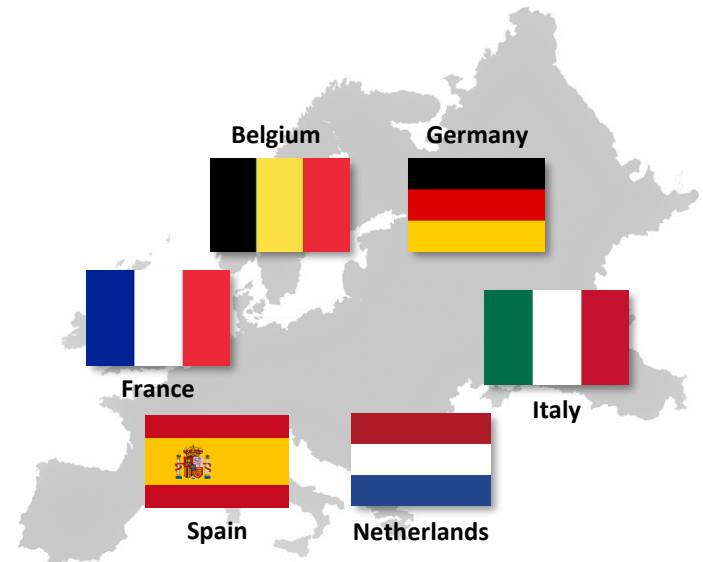 Belgium
Germany
France
Italy
Spain
Netherlands